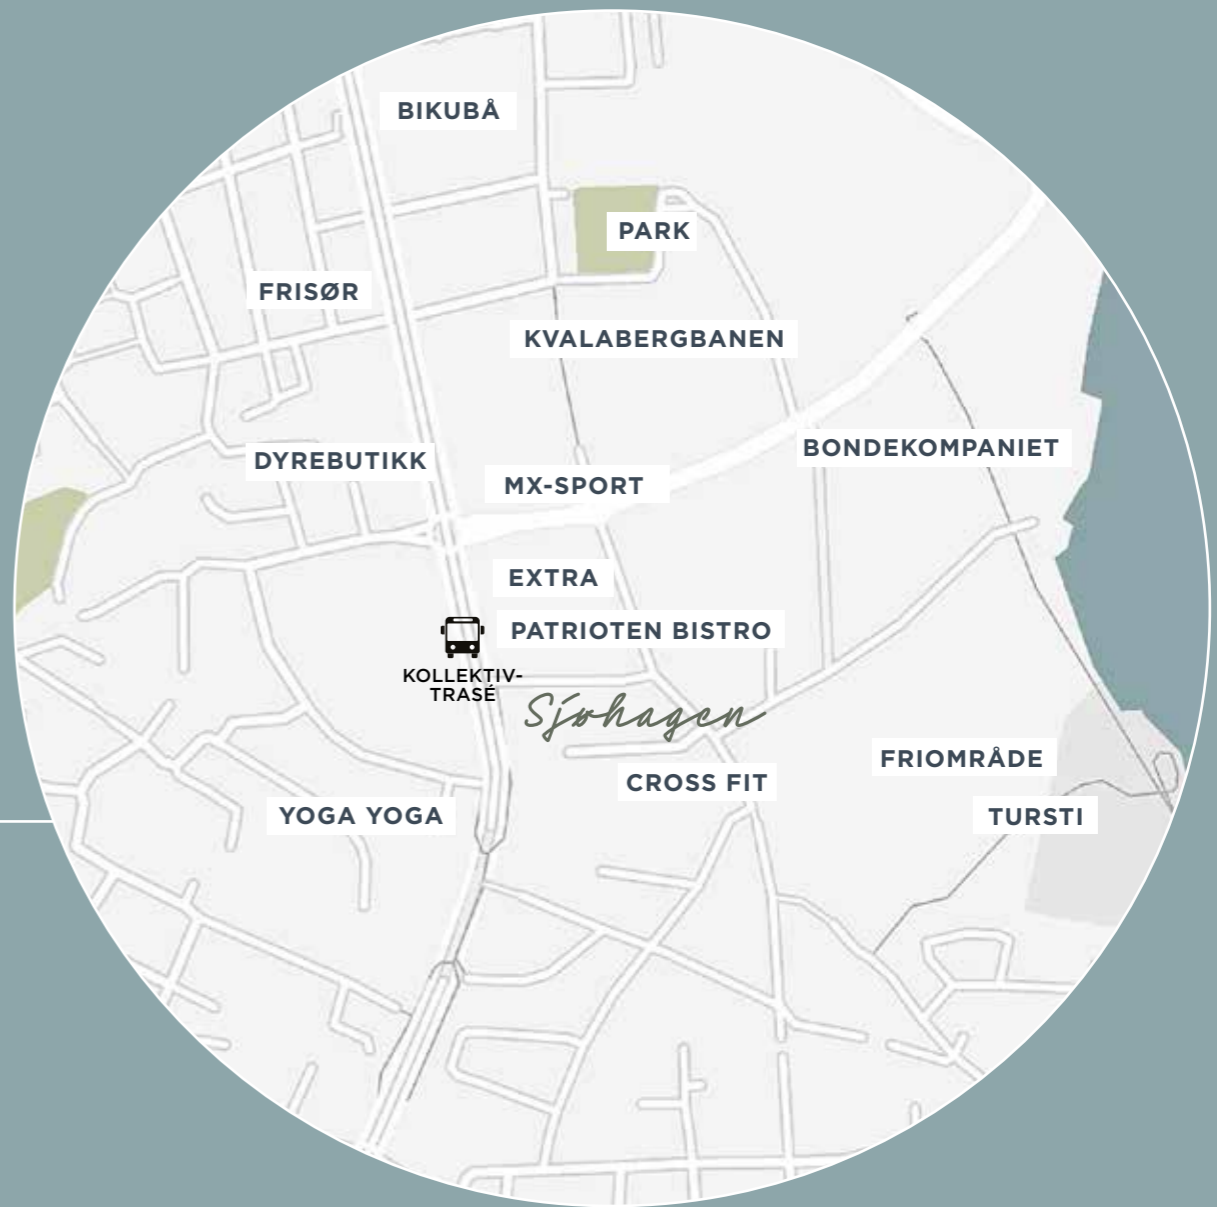 BIKUBÅ
PARK
FRISØR
KVALABERGBANEN
BONDEKOMPANIET
DYREBUTIKK
MX-SPORT
EXTRA
PATRIOTEN BISTRO
KOLLEKTIV-
TRASÉ
Sjøhagen
FRIOMRÅDE
CROSS FIT
YOGA YOGA
TURSTI